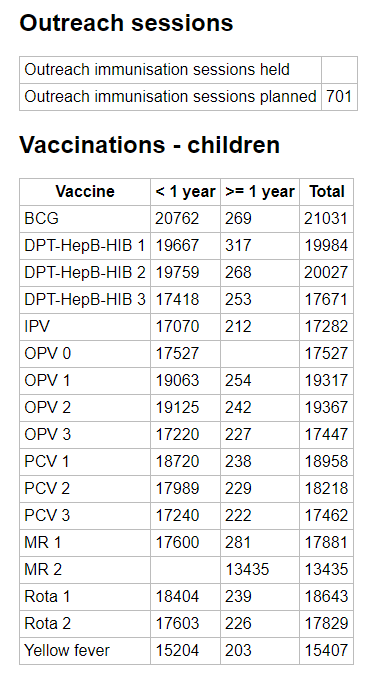 Outreach sessions
Outreach immunisation sessions held
Outreach immunisation sessions planned 701
Vaccinations - children
Vaccine < 1 year >= 1 year Total
BCG 20762 269 21031
DPT-HepB-HIB 1 19667 317 19984
DPT-HepB-HIB 2 19759 268 20027
DPT-HepB-HIB 3 17418 253 17671
IPV 17070 212 17282
OPV 0 17527 17527
OPV 1 19063 254 19317
OPV 2 19125 242 19367
OPV 3 17220 227 17447
PCV 1 18720 238 18958
PCV 2 17989 229 18218
PCV 3 17240 222 17462
MR 1 17600 281 17881
MR 2 13435 13435
Rota 1 18404 239 18643
Rota 2 17603 226 17829
Yellow fever 15204 203 15407